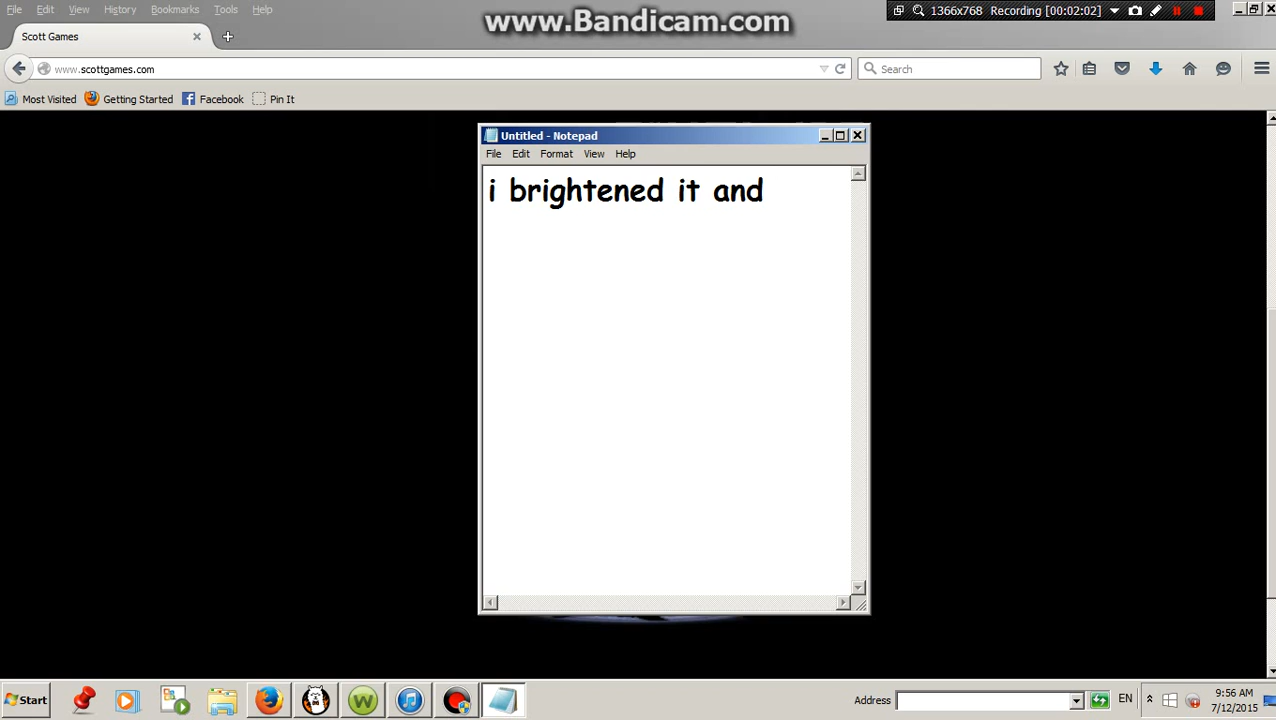 File Edit View History Bookmarks Tools Help
www.Bandicam.com
1366x768 Recording [00:02:02]
Scott Games
www.scottgames.com
Search
Most Visited Getting Started Facebook Pin It
Untitled - Notepad
File Edit Format View Help
i brightened it and
Start
Address
EN
9:56 AM
7/12/2015